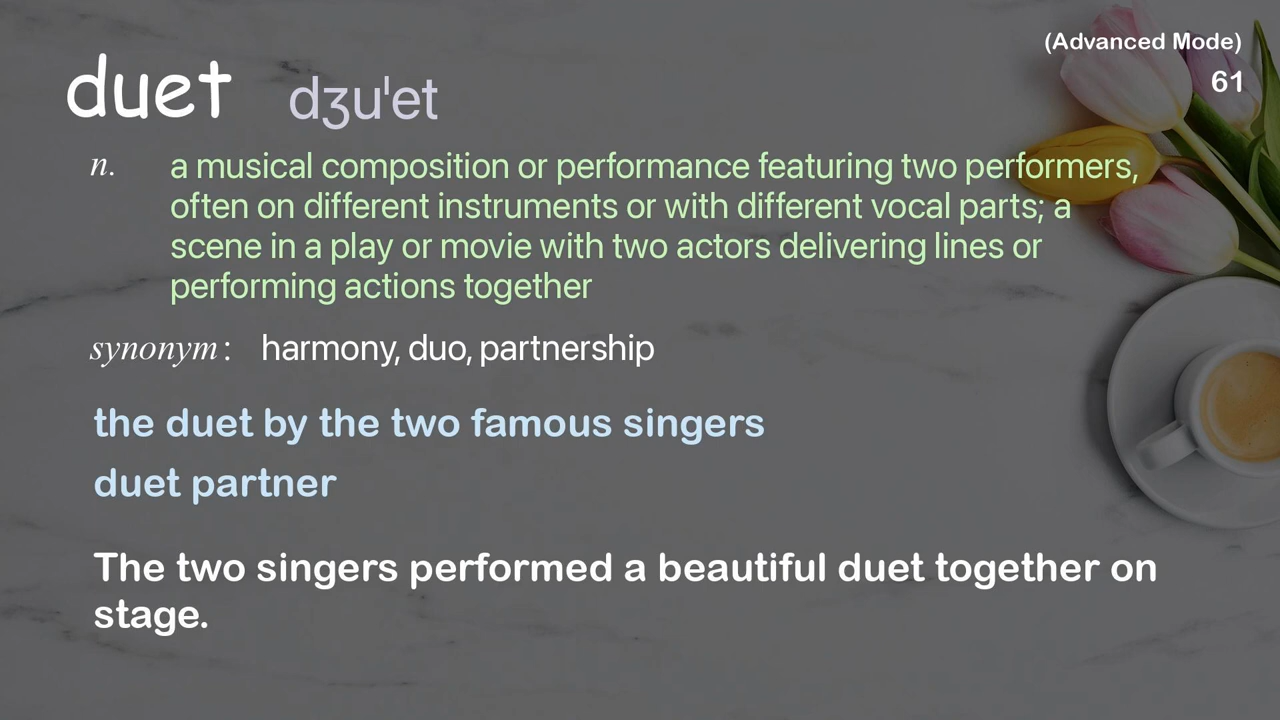 (Advanced Mode)
61
duet dʒu'et
n. a musical composition or performance featuring two performers,
often on different instruments or with different vocal parts; a
scene in a play or movie with two actors delivering lines or
performing actions together
synonym: harmony, duo, partnership
the duet by the two famous singers
duet partner
The two singers performed a beautiful duet together on
stage.